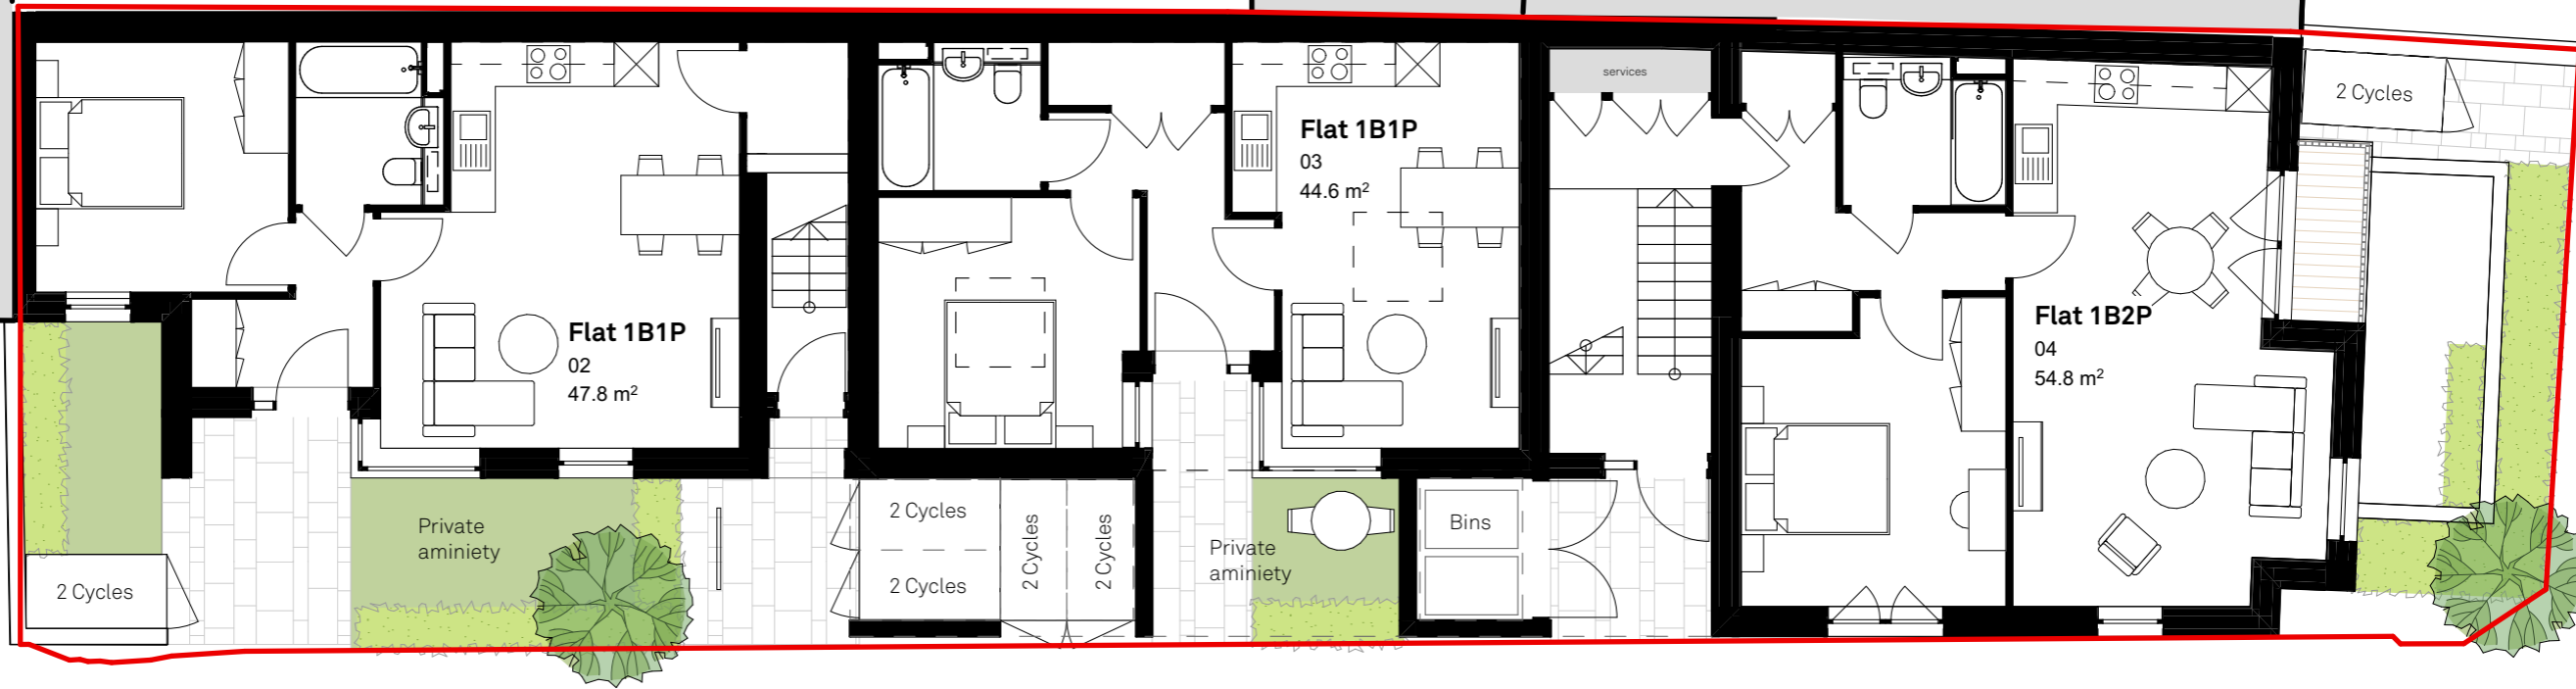 services
2 Cycles
Flat 1B1P
03
44.6 m²
Flat 1B1P
02
47.8 m²
Flat 1B2P
04
54.8 m²
Private
aminiety
2 Cycles
2 Cycles
2 Cycles
2 Cycles
2 Cycles
Private
aminiety
Bins